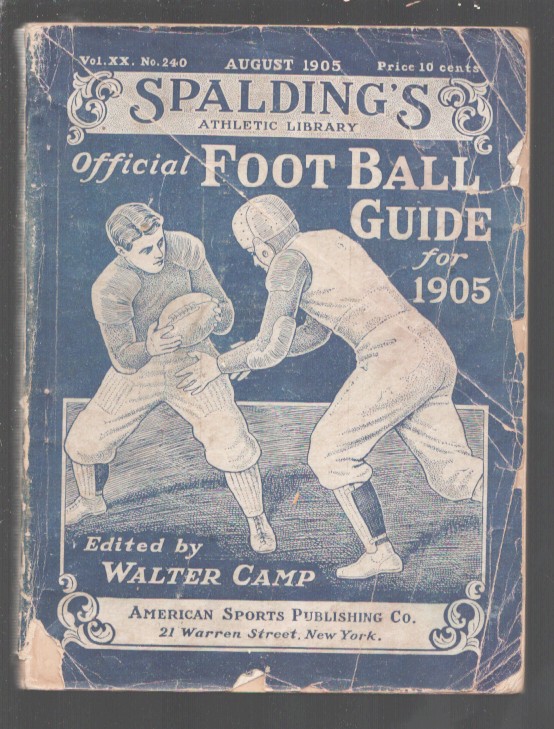 Vol. XX. No. 240 AUGUST 1905 Price 10 cents
SPALDING'S
ATHLETIC LIBRARY
Official FOOT BALL
GUIDE
for
1905
Edited by
WALTER CAMP
AMERICAN SPORTS PUBLISHING CO.
21 Warren Street, New York.